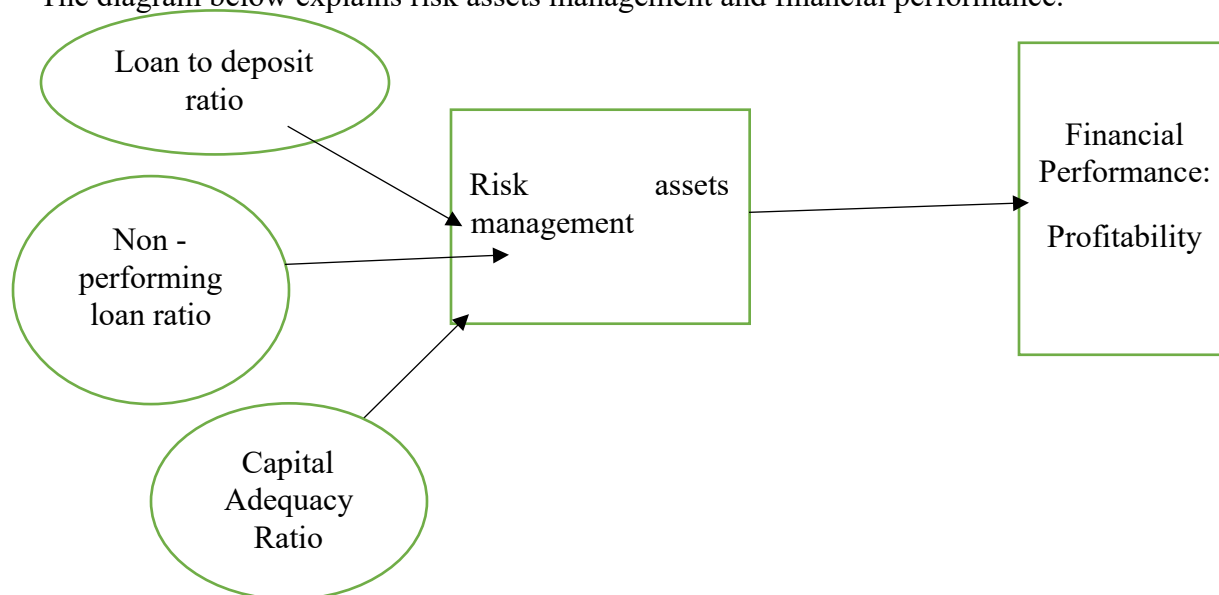 The diagram below explains risk assets management and financial performance.
Loan to deposit
ratio
Risk assets
management
Financial
Performance:
Profitability
Non -
performing
loan ratio
Capital
Adequacy
Ratio